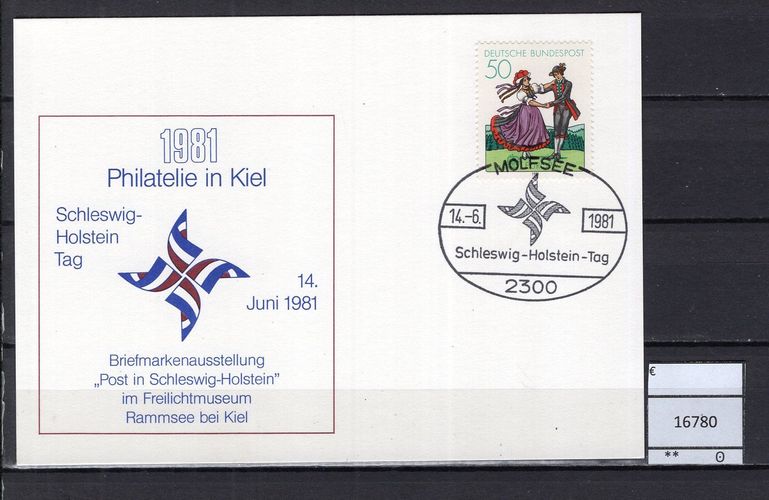 1981
Philatelie in Kiel
Schleswig-
Holstein
Tag
14.
Juni 1981
Briefmarkenausstellung
„Post in Schleswig-Holstein”
im Freilichtmuseum
Rammsee bei Kiel
DEUTSCHE BUNDESPOST
50
MOLFSEE
14.-6.
1981
Schleswig-Holstein-Tag
2300
€
16780
** ʘ